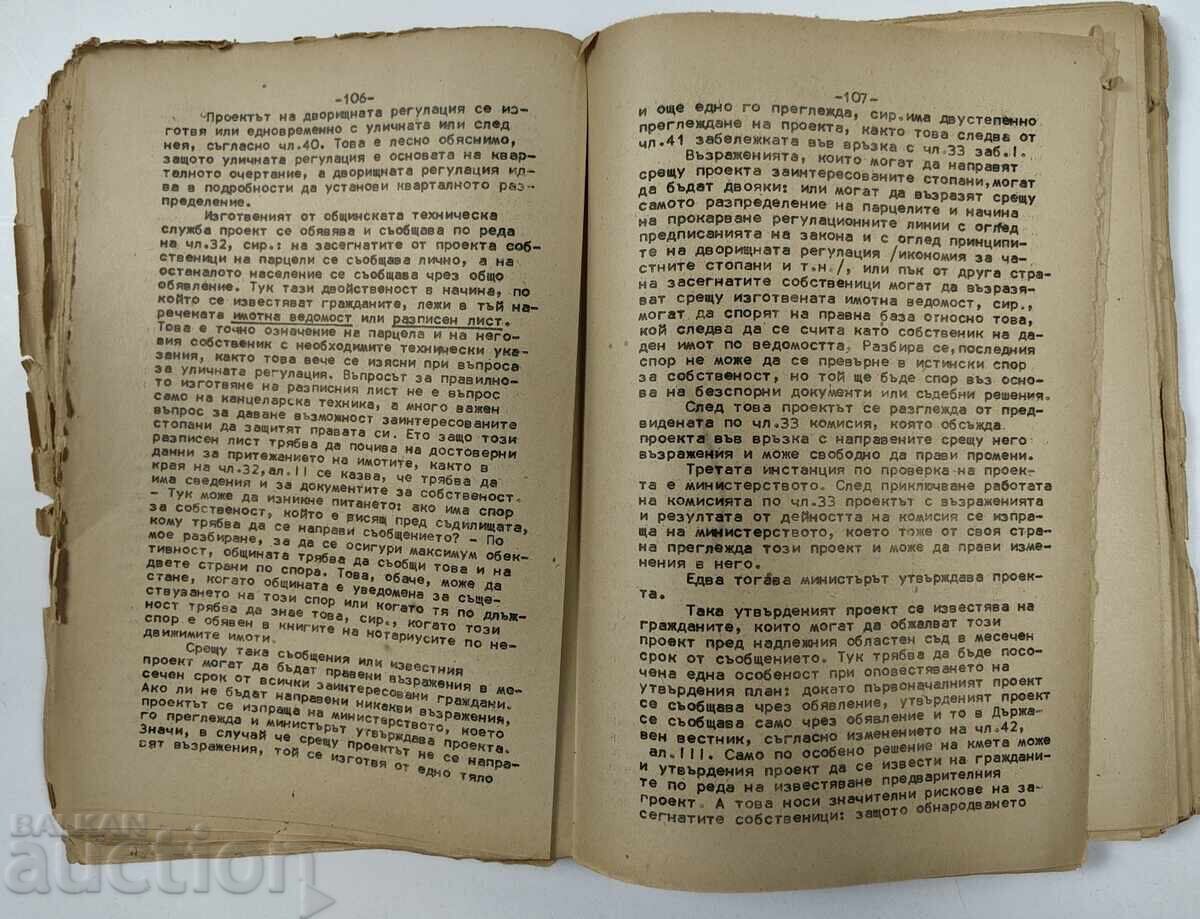 -106-
Проектът на дворищната регулация се из-
готвя или едновременно с уличната или след
нея, съгласно чл.40. Това е лесно обяснимо,
защото уличната регулация е основата на квар-
талното очертание, а дворищната регулация ид-
ва в подробности да установи кварталното раз-
пределение.
Изготвеният от общинската техническа
служба проект се обявява и съобщава по реда
на чл.32, сир.: на засегнатите от проекта соб-
ственици на парцели се съобщава лично, а на
останалото население се съобщава чрез общо
обявление. Тук тази двойственост в начина, по
който се известяват гражданите, лежи в тъй на-
речената имотна ведомост или разписен лист.
Това е точно означение на парцела и на него-
вия собственик с необходимите технически ука-
зания, както това вече се изясни при въпроса
за уличната регулация. Въпросът за правилно-
то изготвяне на разписния лист не е въпрос
само на канцеларска техника, а много важен
въпрос за даване възможност заинтересованите
стопани да защитят правата си. Ето защо този
разписен лист трябва да почива на достоверни
данни за притежанието на имотите, както в
края на чл.32,ал.II се казва, че трябва да
има сведения и за документите за собственост.
- Тук може да изникне питането: ако има спор
за собственост, който е висящ пред съдилищата,
кому трябва да се направи съобщението? - По
мое разбиране, за да се осигури максимум обек-
тивност, общината трябва да съобщи това и на
двете страни по спора. Това, обаче, може да
стане, когато общината е уведомена за съще-
ствуването на този спор или когато тя по длъж-
ност трябва да знае това, сир., когато този
спор е обявен в книгите на нотариусите по не-
движимите имоти.
Срещу така съобщения или известния
проект могат да бъдат правени възражения в ме-
сечен срок от всички заинтересовани граждани.
Ако ли не бъдат направени никакви възражения,
проектът се изпраща на министерството, което
го преглежда и министърът утвърждава проекта.
Значи, в случай че срещу проектът не се напра-
вят възражения, той се изготвя от едно тяло
-107-
и още едно го преглежда, сир.има двустепенно
преглеждане на проекта, както това следва от
чл.41 забележката във връзка с чл.33 заб.I.
Възраженията, които могат да направят
срещу проекта заинтересованите стопани,могат
да бъдат двояки: или могат да възразят срещу
самото разпределение на парцелите и начина
на прокарване регулационните линии с оглед
предписанията на закона и с оглед принципи-
те на дворищната регулация /икономия за ча-
стните стопани и т.н./, или пък от друга стра-
на засегнатите собственици могат да възразя-
ват срещу изготвената имотна ведомост, сир.,
могат да спорят на правна база относно това,
кой следва да се счита като собственик на да-
ден имот по ведомостта. Разбира се,последния
спор не може да се превърне в истински спор
за собственост, но той ще бъде спор въз осно-
ва на безспорни документи или съдебни решения.
След това проектът се разглежда от пред-
видената по чл.33 комисия, която обсъжда
проекта във връзка с направените срещу него
възражения и може свободно да прави промени.
Третата инстанция по проверка на проек-
та е министерството. След приключване работата
на комисията по чл.33 проектът с възраженията
и резултата от дейността на комисия се изпра-
ща на министерството, което тоже от своя стра-
на преглежда този проект и може да прави изме-
нения в него.
Едва тогава министърът утвърждава проек-
та.
Така утвърденият проект се известява на
гражданите, които могат да обжалват този
проект пред надлежния областен съд в месечен
срок от съобщението. Тук трябва да бъде посо-
чена една особеност при оповестяването на
утвърдения план: докато първоначалният проект
се съобщава чрез обявление, утвърденият проект
се съобщава само чрез обявление и то в Държа-
вен вестник, съгласно изменението на чл.42,
ал.III. Само по особено решение на кмета може
и утвърдения проект да се извести на граждани-
те по реда на известяване предварителния
проект. А това носи значителни рискове на за-
сегнатите собственици: защото обнародването
BALKAN
auction